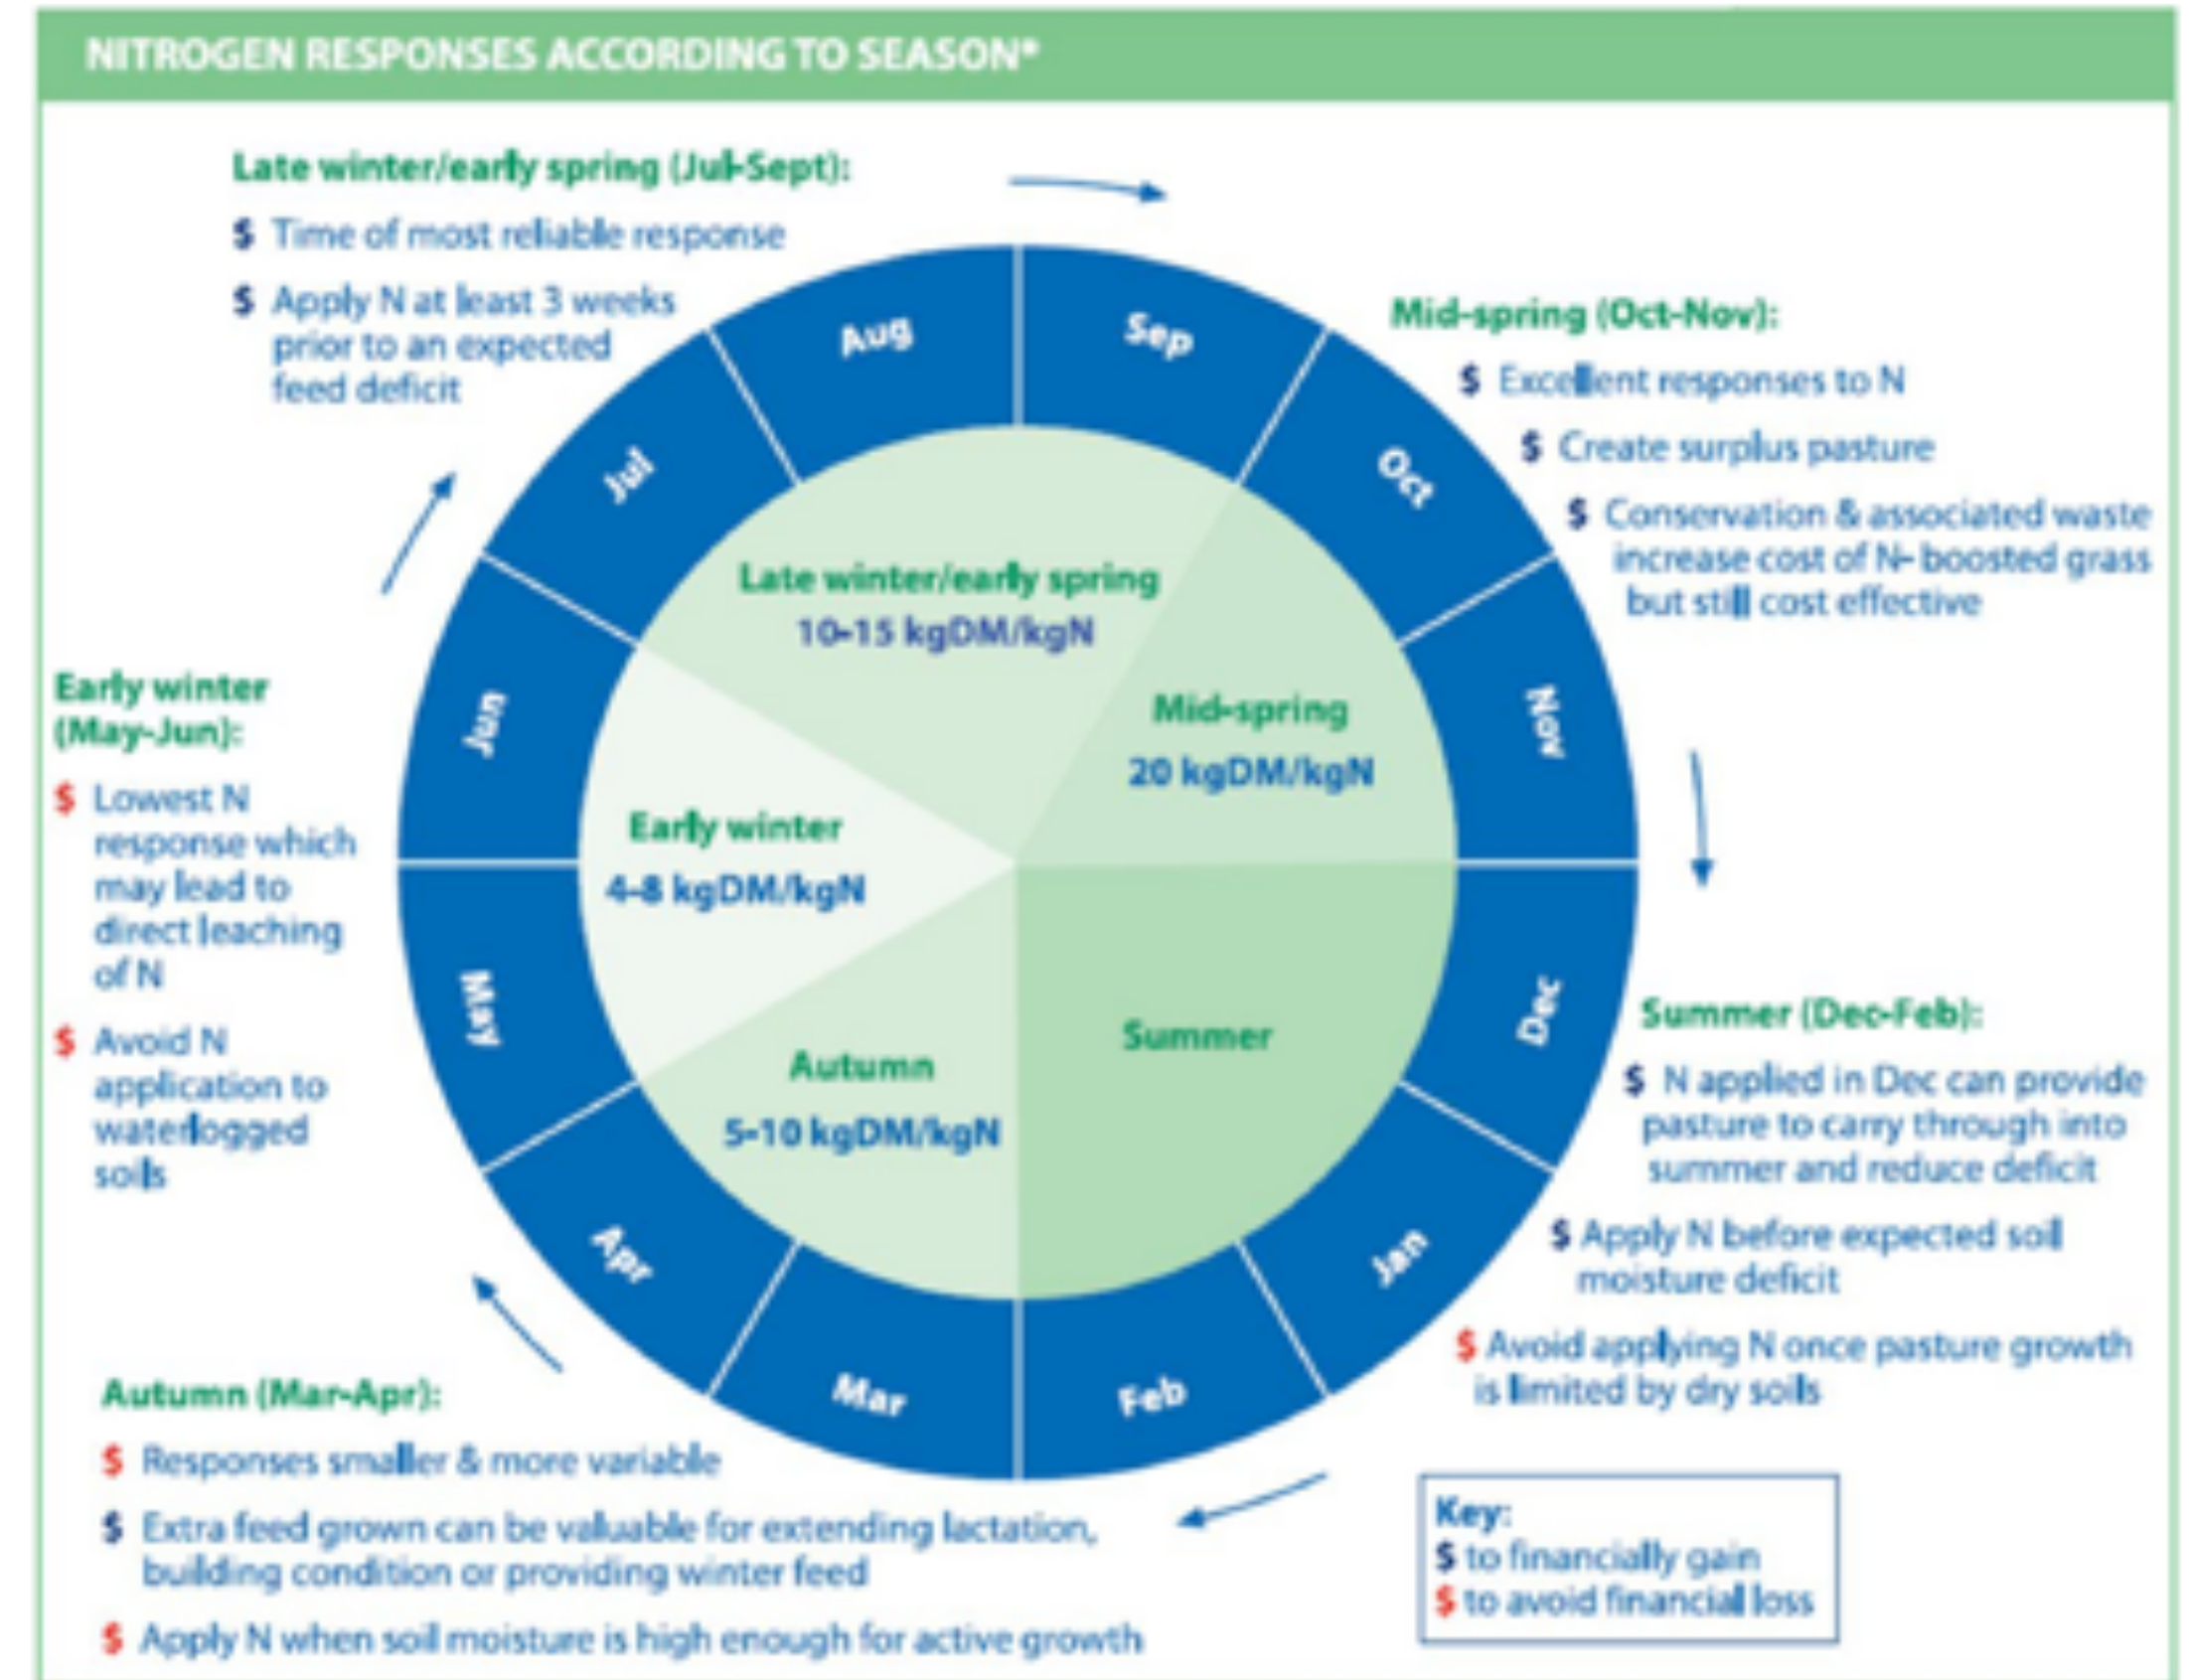 NITROGEN RESPONSES ACCORDING TO SEASON*
Late winter/early spring (Jul-Sept):
$ Time of most reliable response
$ Apply N at least 3 weeks
prior to an expected
feed deficit
Mid-spring (Oct-Nov):
$ Excellent responses to N
$ Create surplus pasture
$ Conservation & associated waste
increase cost of N- boosted grass
but still cost effective
Summer (Dec-Feb):
$ N applied in Dec can provide
pasture to carry through into
summer and reduce deficit
$ Apply N before expected soil
moisture deficit
$ Avoid applying N once pasture growth
is limited by dry soils
Autumn (Mar-Apr):
$ Responses smaller & more variable
$ Extra feed grown can be valuable for extending lactation,
building condition or providing winter feed
$ Apply N when soil moisture is high enough for active growth
Early winter
(May-Jun):
$ Lowest N
response which
may lead to
direct leaching
of N
$ Avoid N
application to
waterlogged
soils
Aug
Sep
Oct
Nov
Dec
Jan
Feb
Mar
Apr
May
Jun
Jul
Late winter/early spring
10-15 kgDM/kgN
Mid-spring
20 kgDM/kgN
Summer
Autumn
5-10 kgDM/kgN
Early winter
4-8 kgDM/kgN
Key:
$ to financially gain
$ to avoid financial loss